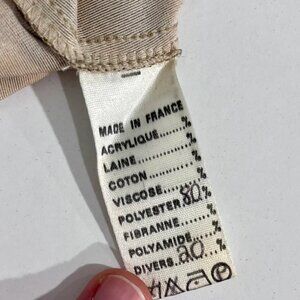 MADE IN FRANCE
ACRYLIQUE......%
LAINE............%
COTON...........%
VISCOSE.........%
POLYESTER 80 %
FIBRANNE.......%
POLYAMIDE......%
DIVERS 20 %